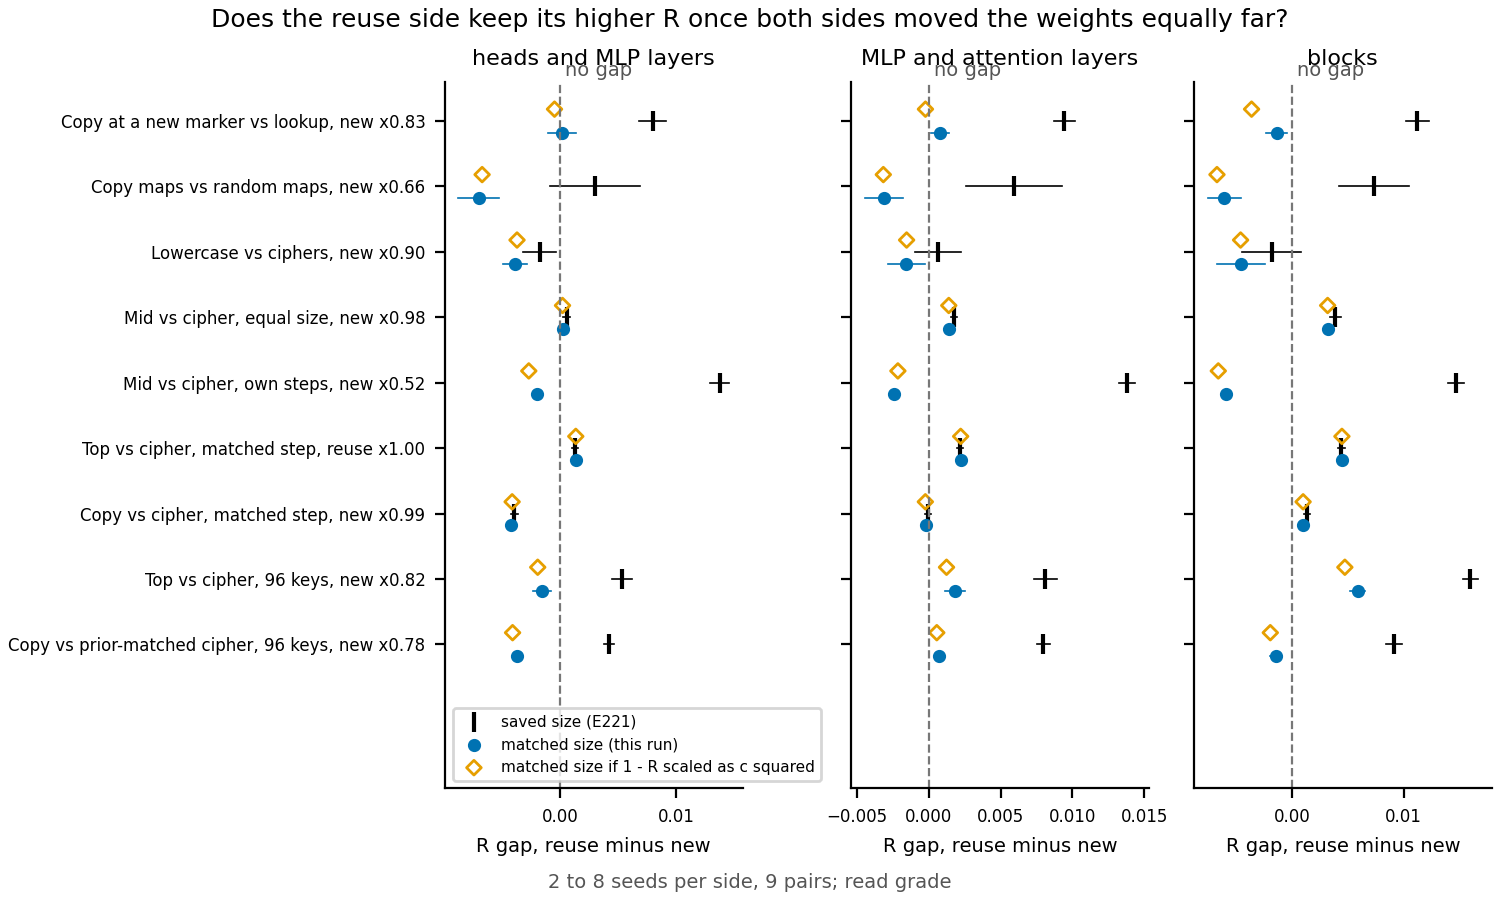 Does the reuse side keep its higher R once both sides moved the weights equally far?
heads and MLP layers
MLP and attention layers
blocks
no gap
no gap
no gap
Copy at a new marker vs lookup, new x0.83
Copy maps vs random maps, new x0.66
Lowercase vs ciphers, new x0.90
Mid vs cipher, equal size, new x0.98
Mid vs cipher, own steps, new x0.52
Top vs cipher, matched step, reuse x1.00
Copy vs cipher, matched step, new x0.99
Top vs cipher, 96 keys, new x0.82
Copy vs prior-matched cipher, 96 keys, new x0.78
saved size (E221)
matched size (this run)
matched size if 1 - R scaled as c squared
0.00 0.01
−0.005 0.000 0.005 0.010 0.015
0.00 0.01
R gap, reuse minus new
R gap, reuse minus new
R gap, reuse minus new
2 to 8 seeds per side, 9 pairs; read grade